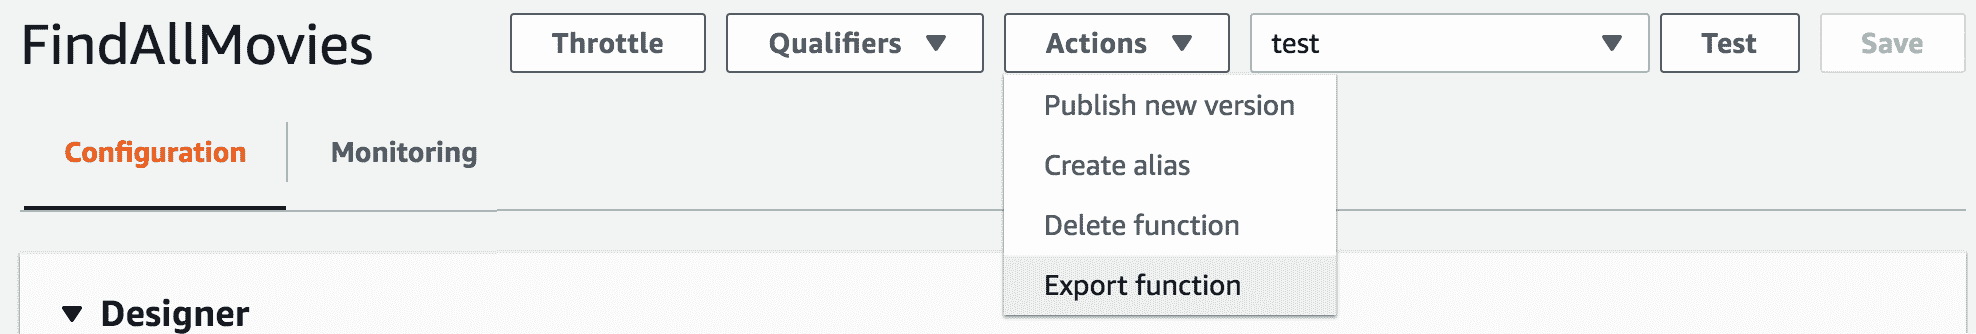 FindAllMovies
Throttle
Qualifiers
Actions
test
Test
Save
Publish new version
Create alias
Delete function
Export function
Configuration
Monitoring
Designer